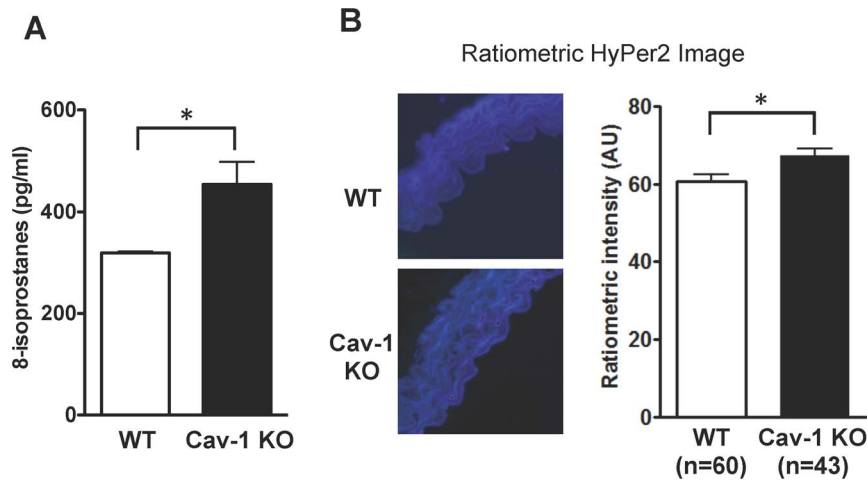 A
8-isoprostanes (pg/ml)
600
400
200
0
*
WT
Cav-1 KO
B
Ratiometric HyPer2 Image
WT
Cav-1
KO
Ratiometric intensity (AU)
80
60
40
20
0
*
WT
(n=60)
Cav-1 KO
(n=43)